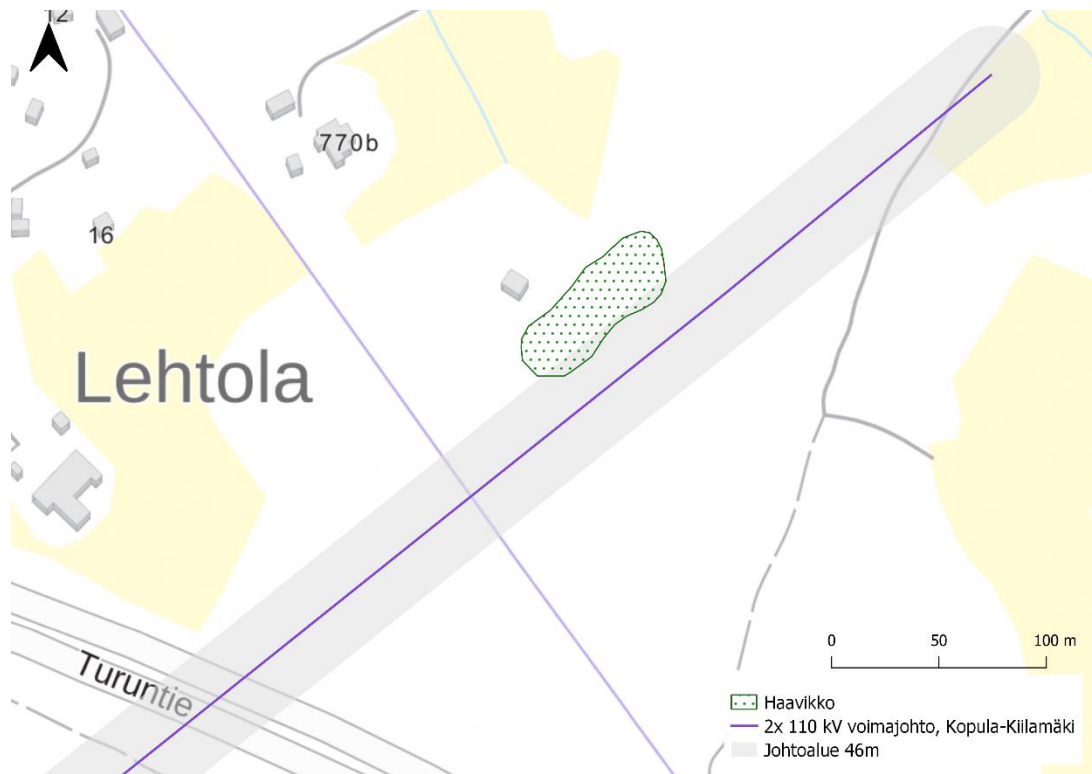 12
770b
16
Lehtola
Turuntie
0 50 100 m
Haavikko
2x 110 kV voimajohto, Kopula-Kiilamäki
Johtoalue 46m